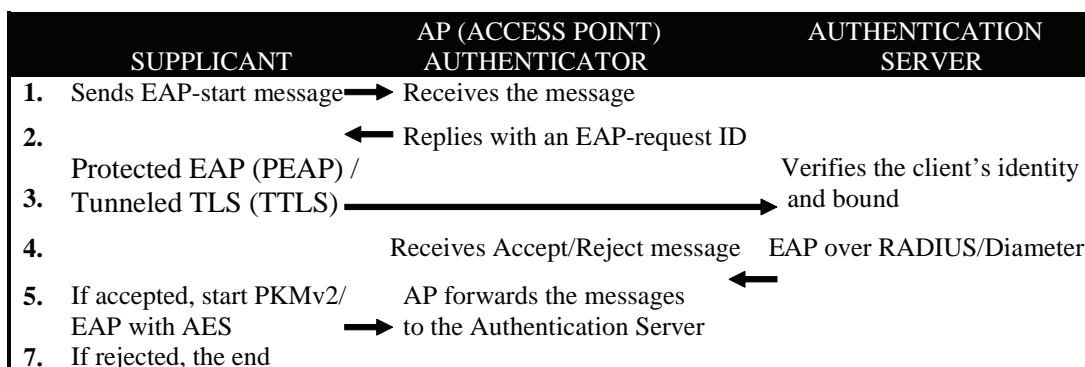 AP (ACCESS POINT) AUTHENTICATION
SUPPLICANT AUTHENTICATOR SERVER
1. Sends EAP-start message Receives the message
2. Replies with an EAP-request ID
Protected EAP (PEAP) / Verifies the client’s identity
3. Tunneled TLS (TTLS) and bound
4. Receives Accept/Reject message EAP over RADIUS/Diameter
5. If accepted, start PKMv2/ AP forwards the messages
EAP with AES to the Authentication Server
7. If rejected, the end